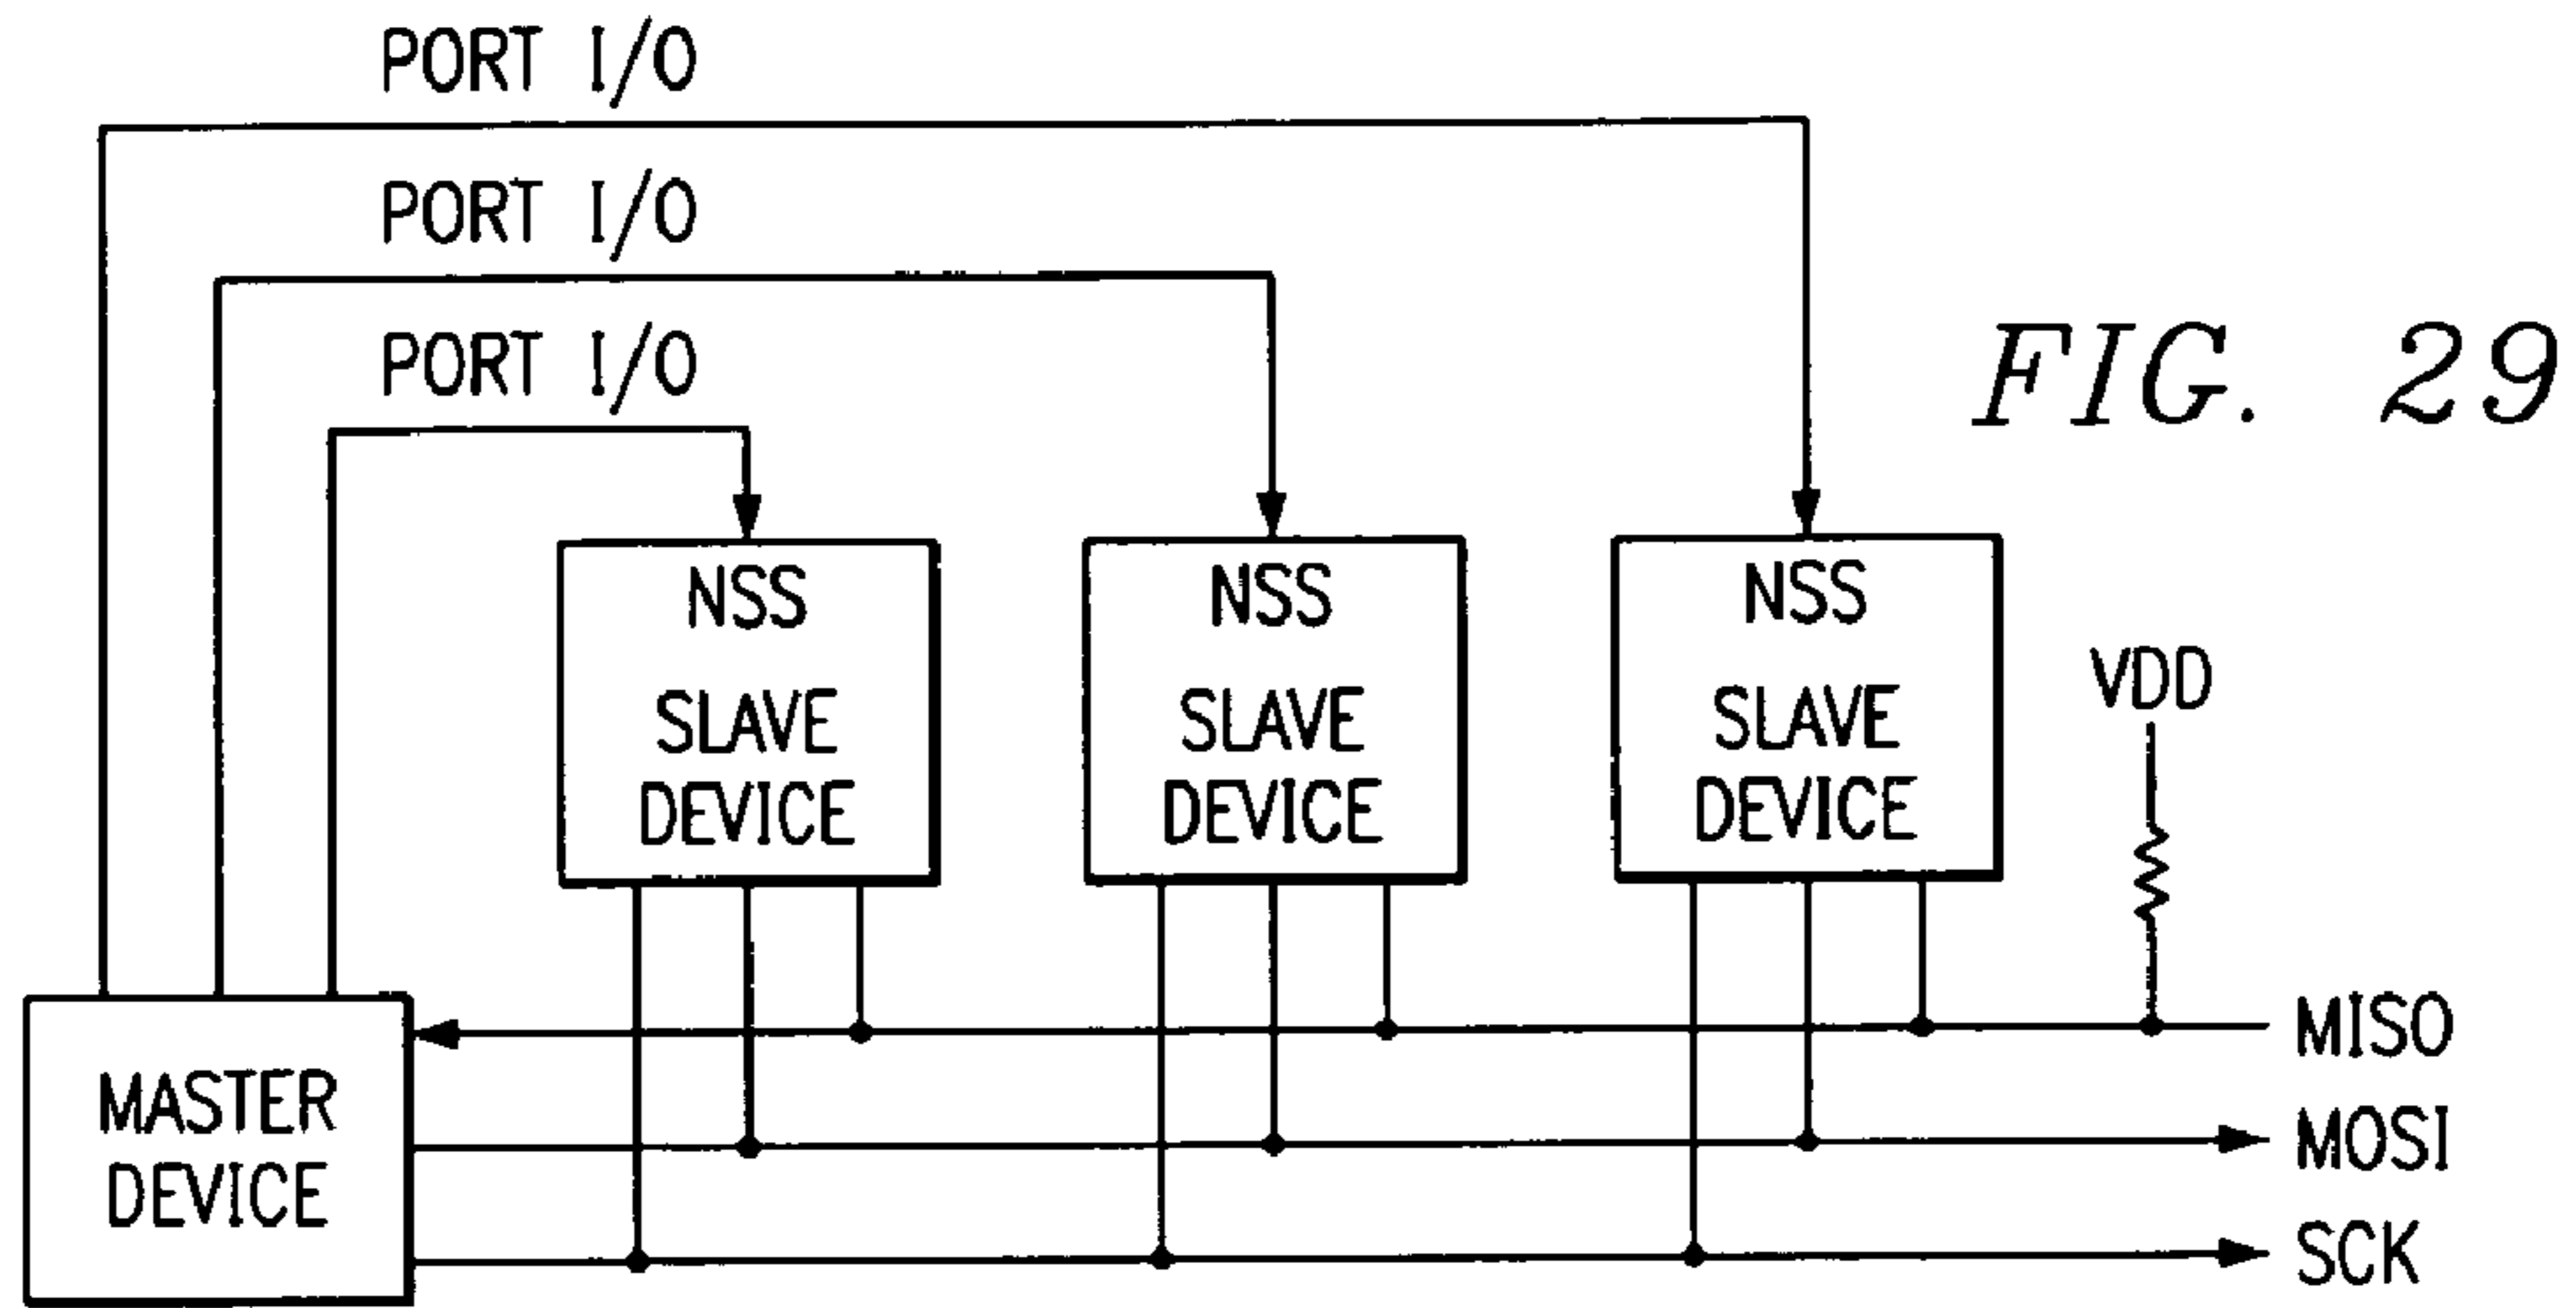 PORT I/O
PORT I/O
PORT I/O
FIG. 29
NSS
SLAVE
DEVICE
NSS
SLAVE
DEVICE
NSS
SLAVE
DEVICE
VDD
MASTER
DEVICE
MISO
MOSI
SCK